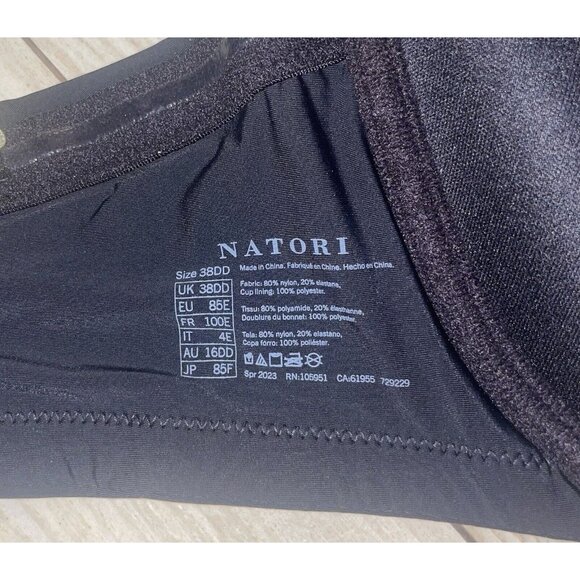 NATORI
Size 38DD
UK 38DD
EU 85E
FR 100E
IT 4E
AU 16DD
JP 85F
Made in China. Fabriqué en Chine. Hecho en China.
Fabric: 80% nylon, 20% elastane,
Cup lining: 100% polyester.
Tissu: 80% polyamide, 20% élasthanne,
Doublure du bonnet: 100% polyester.
Tela: 80% nylon, 20% elastano,
Copa forro: 100% poliéster.
Spr 2023 RN:105951 CA:61955 729229